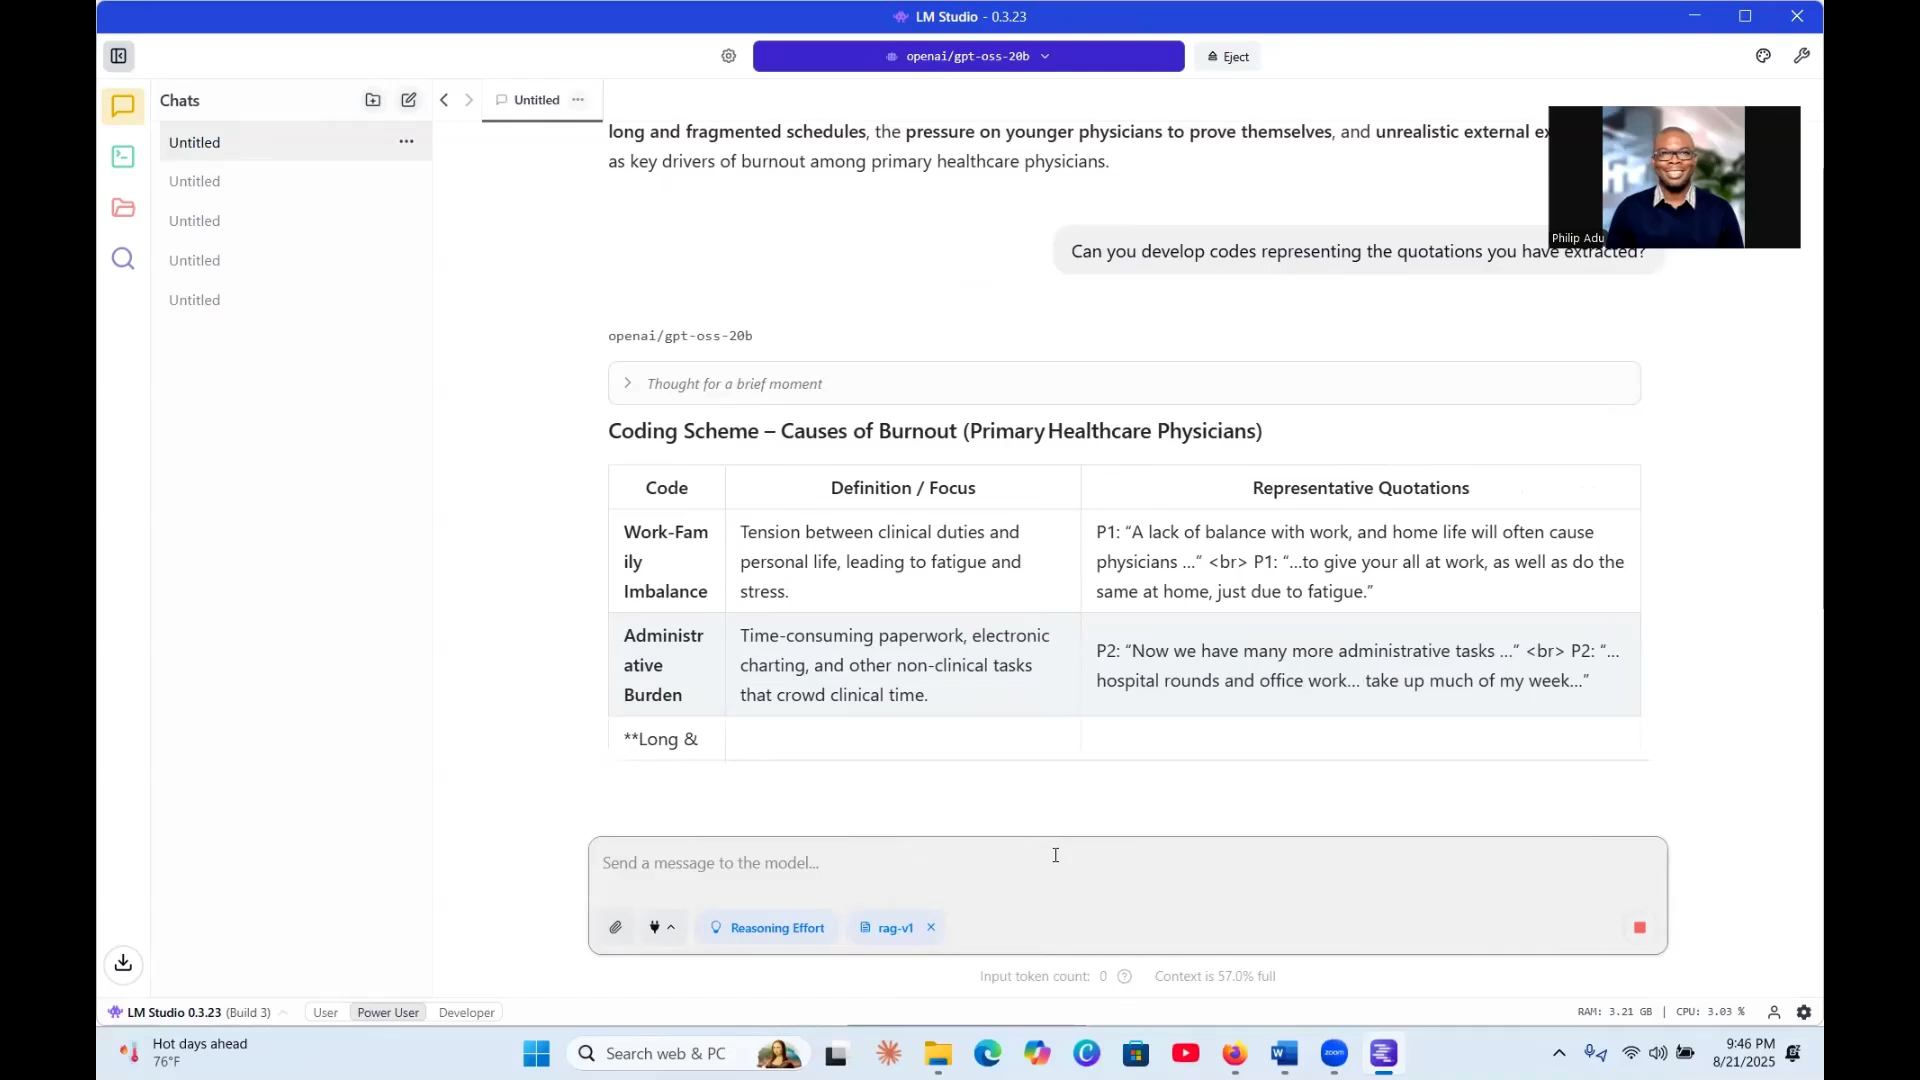 LM Studio - 0.3.23
openai/gpt-oss-20b
Eject
Chats
Untitled
Untitled
Untitled
Untitled
Untitled
Untitled
long and fragmented schedules, the pressure on younger physicians to prove themselves, and unrealistic external ex
as key drivers of burnout among primary healthcare physicians.
Philip Adu
Can you develop codes representing the quotations you have extracted?
openai/gpt-oss-20b
Thought for a brief moment
Coding Scheme – Causes of Burnout (Primary Healthcare Physicians)
Code
Definition / Focus
Representative Quotations
Work-Fam
ily
Imbalance
Tension between clinical duties and
personal life, leading to fatigue and
stress.
P1: “A lack of balance with work, and home life will often cause
physicians …” <br> P1: “…to give your all at work, as well as do the
same at home, just due to fatigue.”
Administr
ative
Burden
Time-consuming paperwork, electronic
charting, and other non-clinical tasks
that crowd clinical time.
P2: “Now we have many more administrative tasks …” <br> P2: “…
hospital rounds and office work… take up much of my week…”
**Long &
Send a message to the model...
Reasoning Effort
rag-v1
Input token count: 0
Context is 57.0% full
LM Studio 0.3.23 (Build 3)
User
Power User
Developer
RAM: 3.21 GB | CPU: 3.03 %
Hot days ahead
76°F
Search web & PC
zoom
9:46 PM
8/21/2025